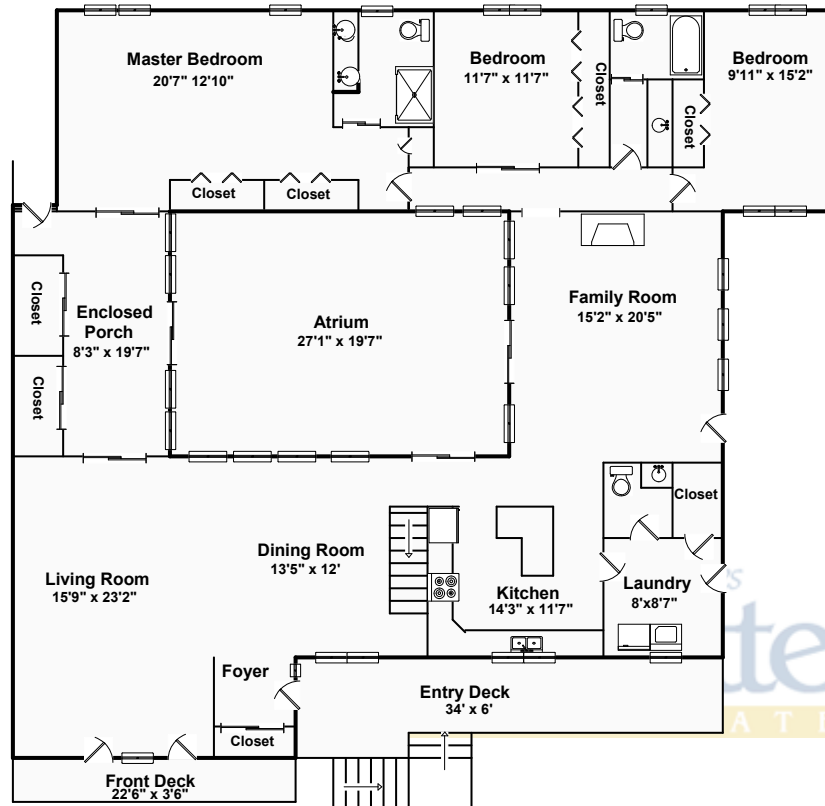 Master Bedroom
20'7" 12'10"
Bedroom
11'7" x 11'7"
Closet
Bedroom
9'11" x 15'2"
Closet
Closet
Closet
Closet
Enclosed
Porch
8'3" x 19'7"
Closet
Atrium
27'1" x 19'7"
Family Room
15'2" x 20'5"
Closet
Living Room
15'9" x 23'2"
Dining Room
13'5" x 12'
Kitchen
14'3" x 11'7"
Laundry
8'x8'7"
Foyer
Closet
Entry Deck
34' x 6'
Front Deck
22'6" x 3'6"